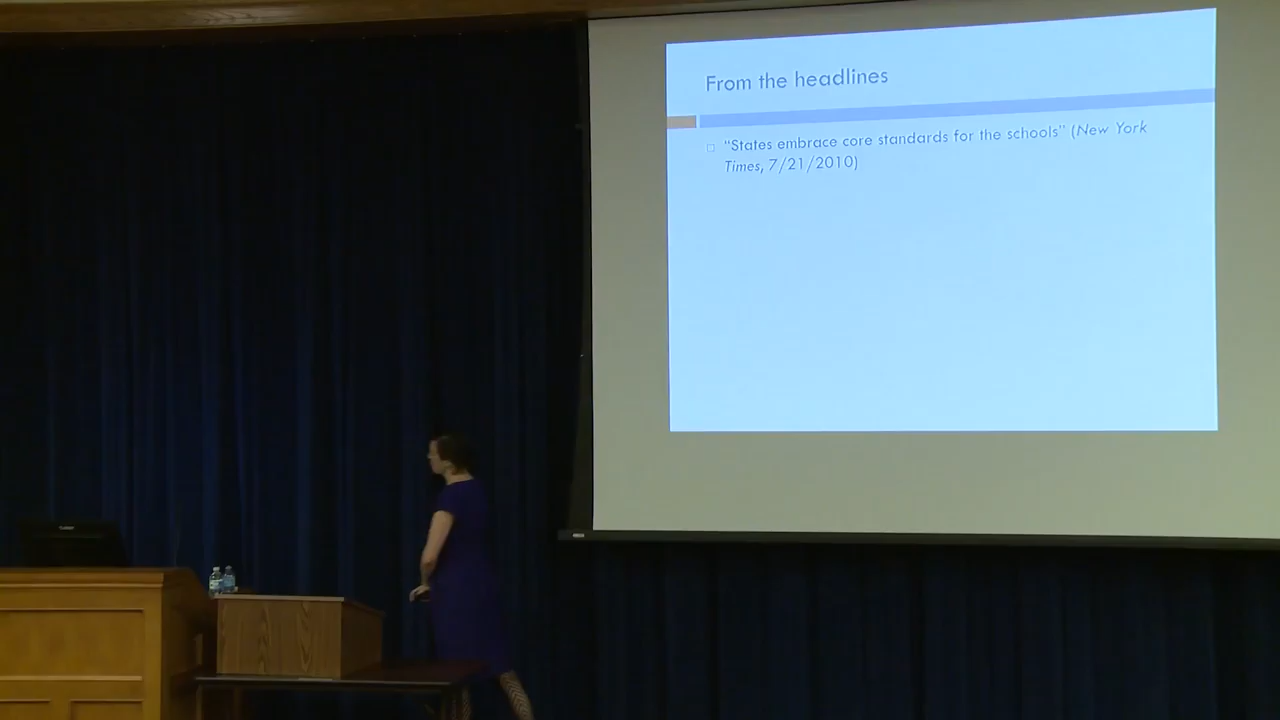 From the headlines
"States embrace core standards for the schools" (New York
Times, 7/21/2010)